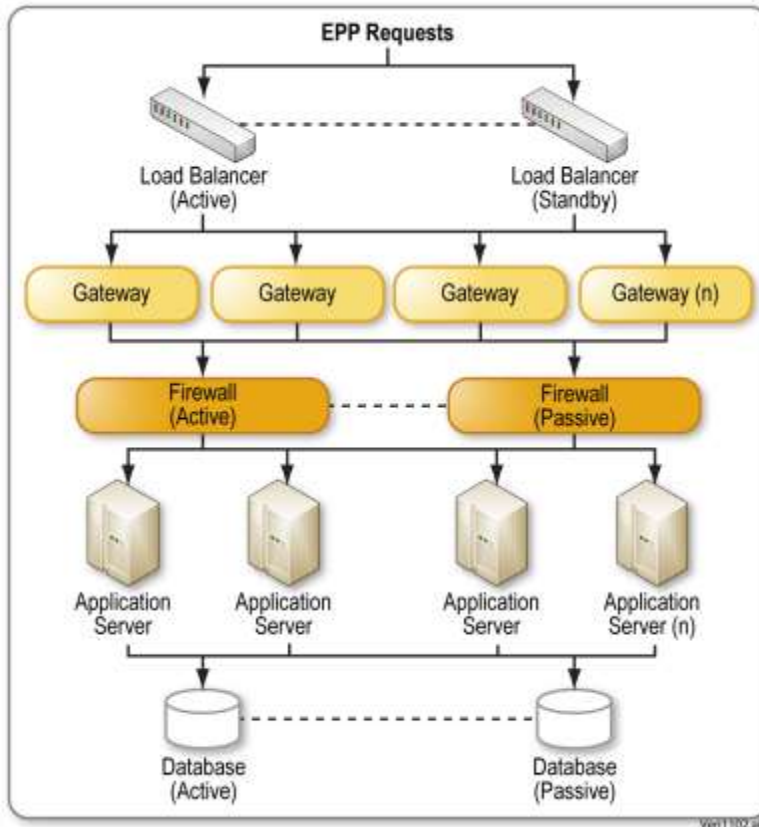 EPP Requests
Load Balancer
(Active)
Load Balancer
(Standby)
Gateway
Gateway
Gateway
Gateway (n)
Firewall
(Active)
Firewall
(Passive)
Application
Server
Application
Server
Application
Server
Application
Server (n)
Database
(Active)
Database
(Passive)